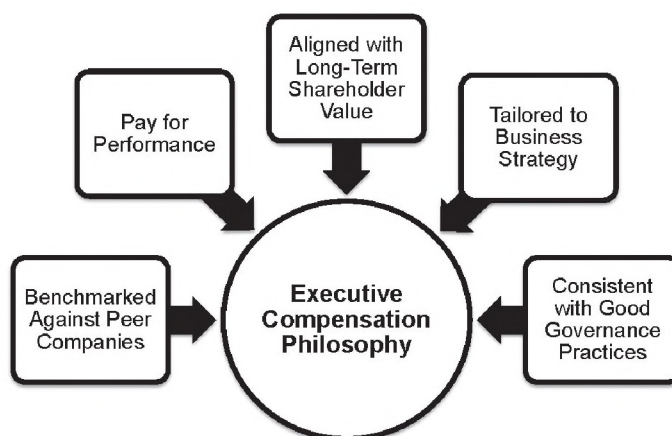 Aligned with
Long-Term
Shareholder
Value
Pay for
Performance
Tailored to
Business
Strategy
Benchmarked
Against Peer
Companies
Executive
Compensation
Philosophy
Consistent
with Good
Governance
Practices